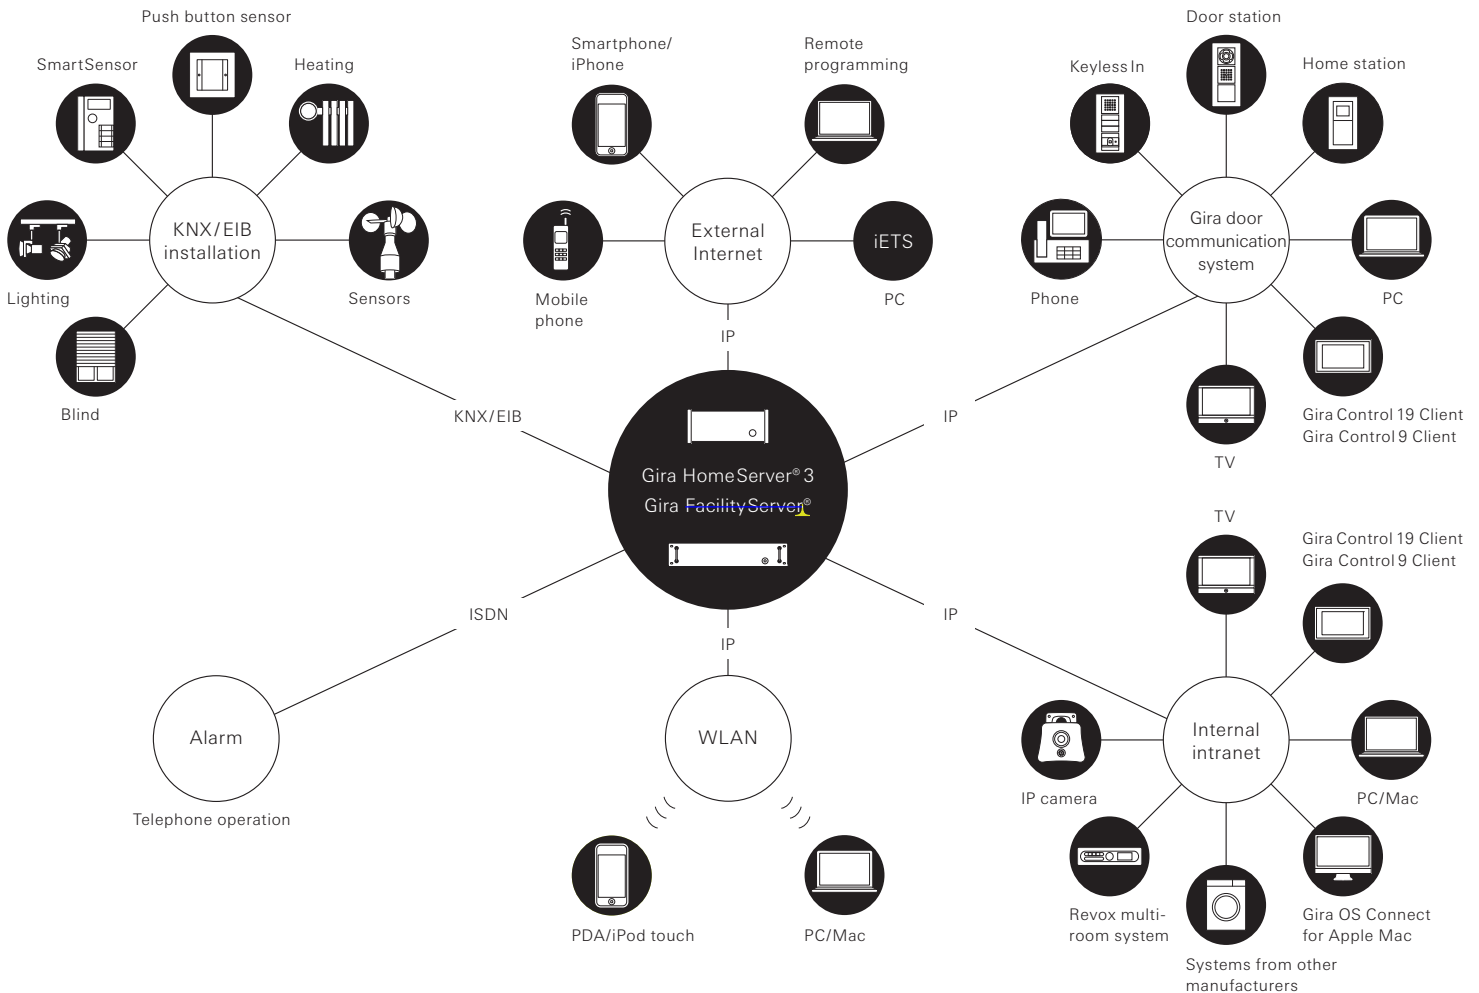 Push button sensor
SmartSensor
Heating
KNX/EIB
installation
Lighting
Sensors
Blind
Smartphone/
iPhone
Remote
programming
External
Internet
iETS
Mobile
phone
PC
IP
Door station
Keyless In
Home station
Gira door
communication
system
Phone
PC
Gira Control 19 Client
Gira Control 9 Client
TV
KNX/EIB
IP
Gira HomeServer® 3
Gira FacilityServer®
ISDN
IP
IP
Alarm
Telephone operation
WLAN
PDA/iPod touch
PC/Mac
TV
Gira Control 19 Client
Gira Control 9 Client
Internal
intranet
IP camera
PC/Mac
Revox multi-
room system
Gira OS Connect
for Apple Mac
Systems from other
manufacturers